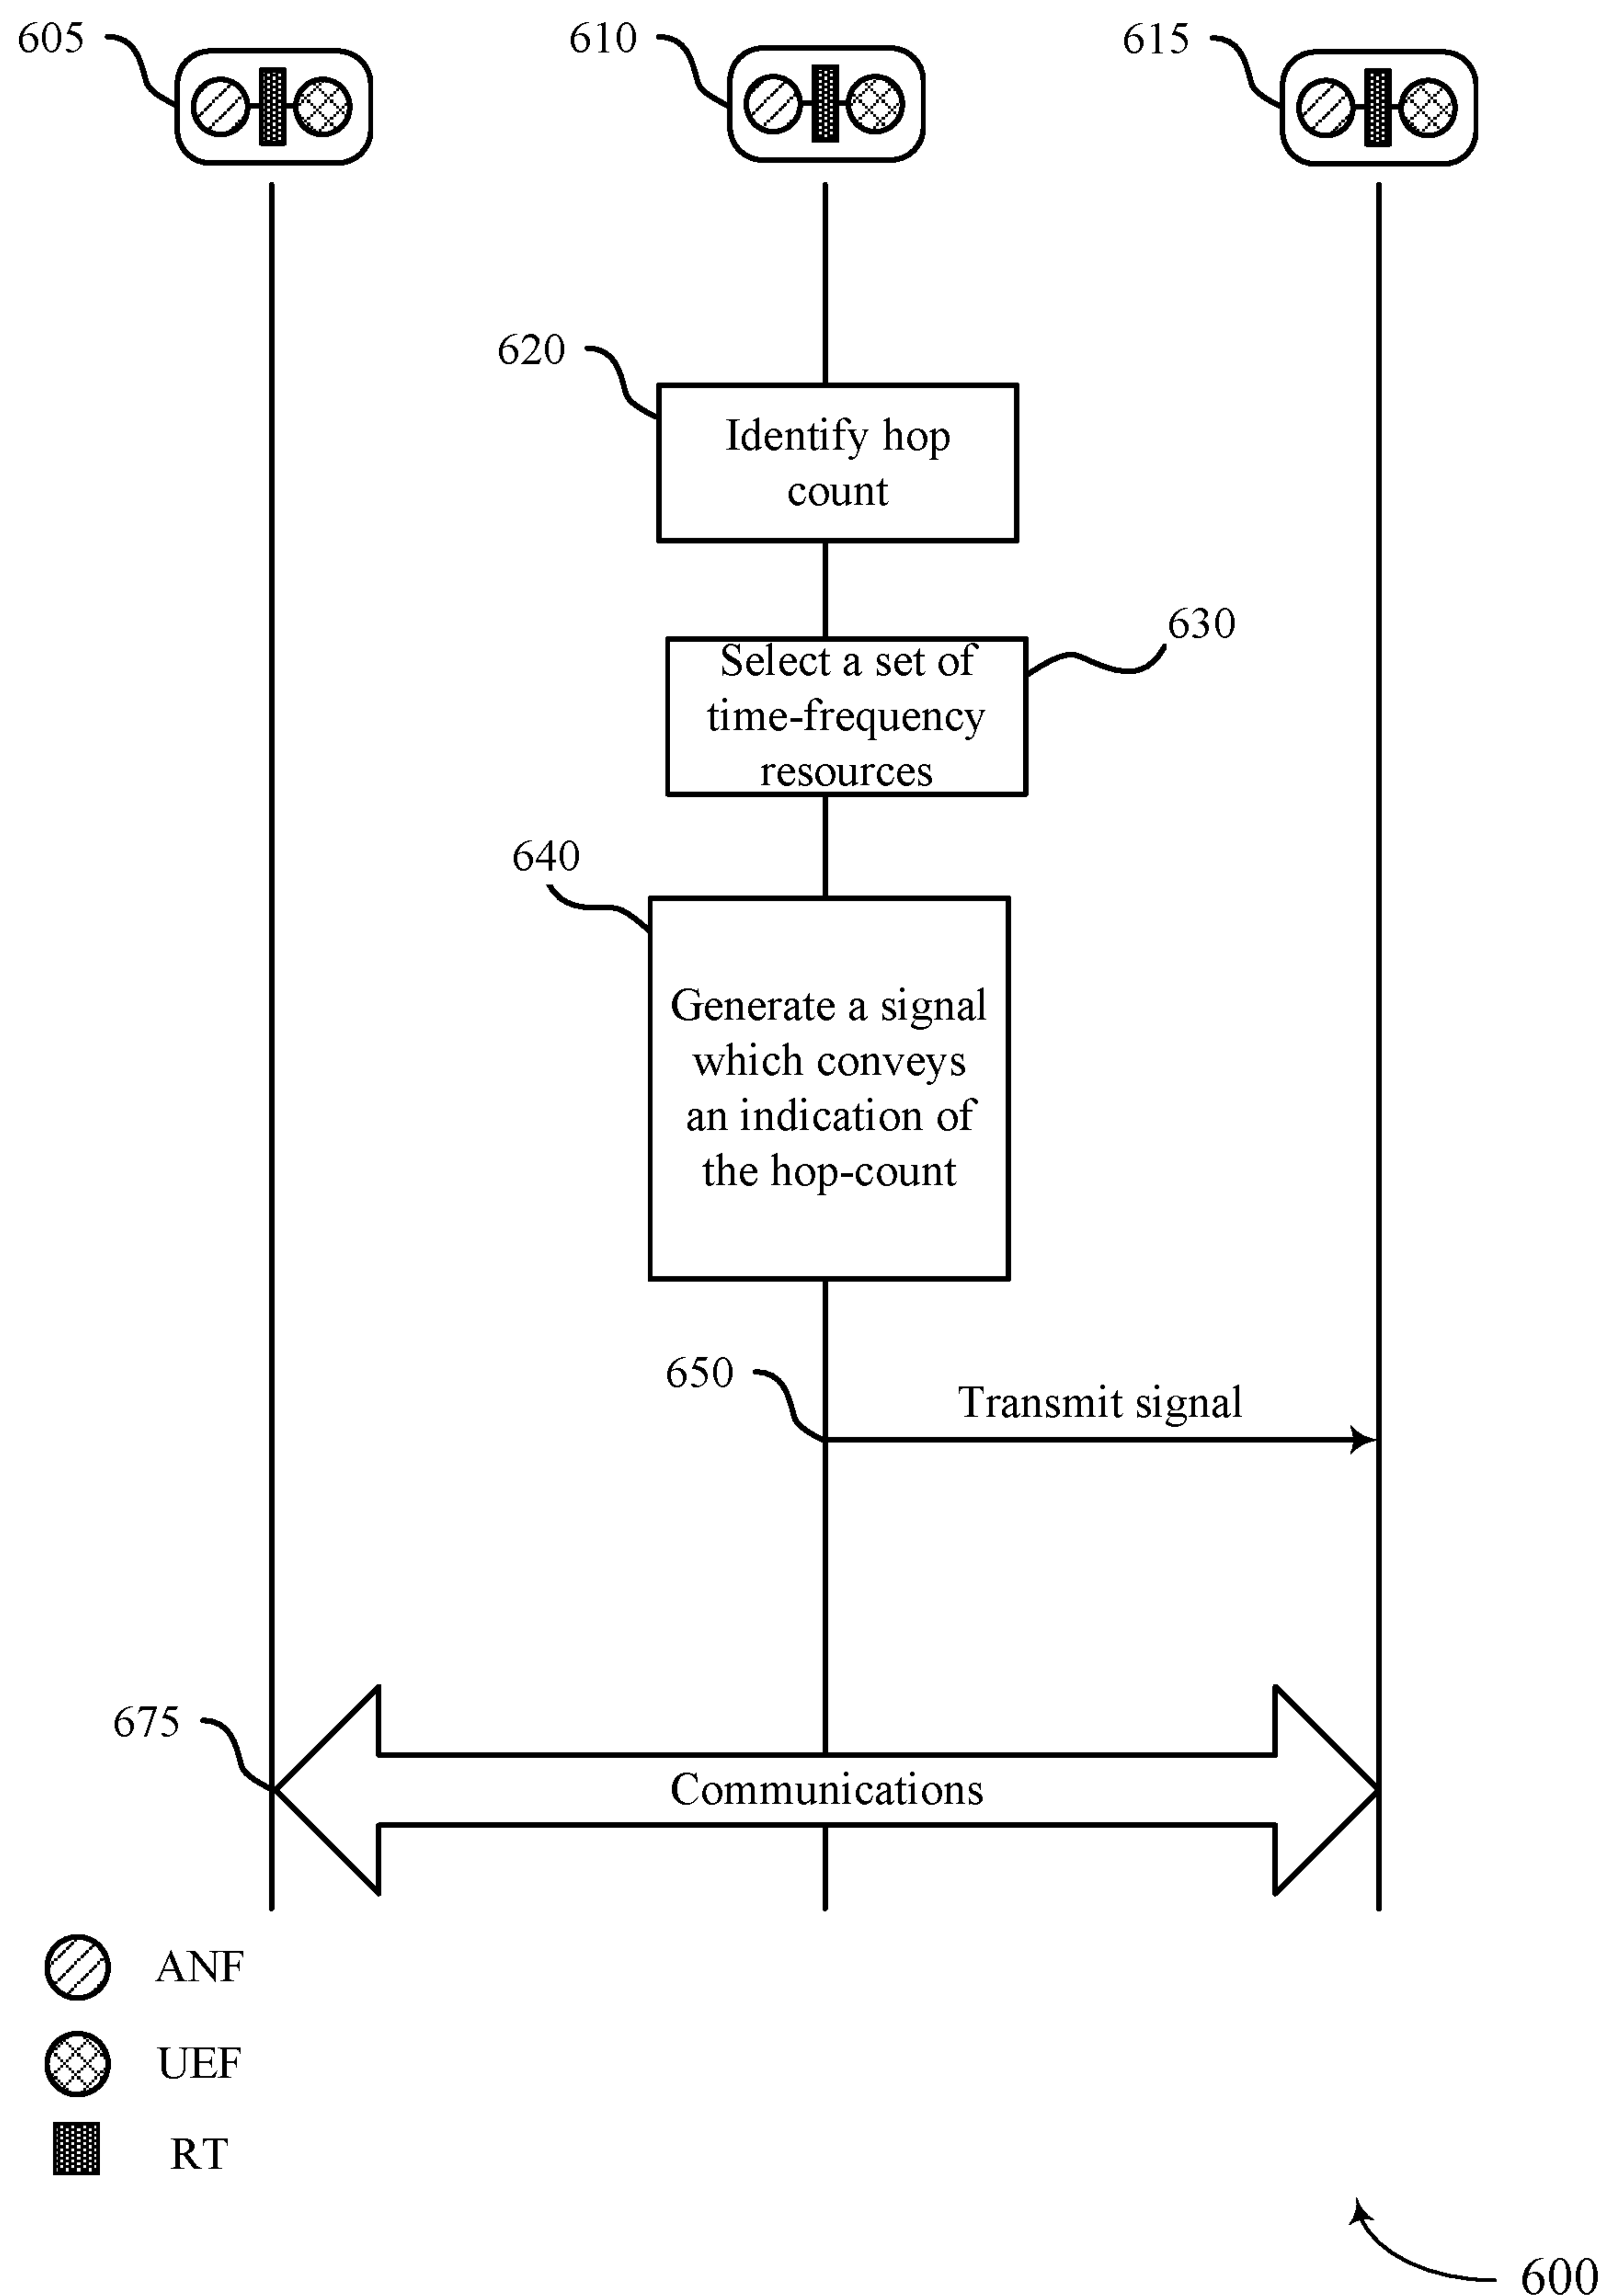 605
610
615
620
Identify hop
count
630
Select a set of
time-frequency
resources
640
Generate a signal
which conveys
an indication of
the hop-count
650
Transmit signal
675
Communications
ANF
UEF
RT
600